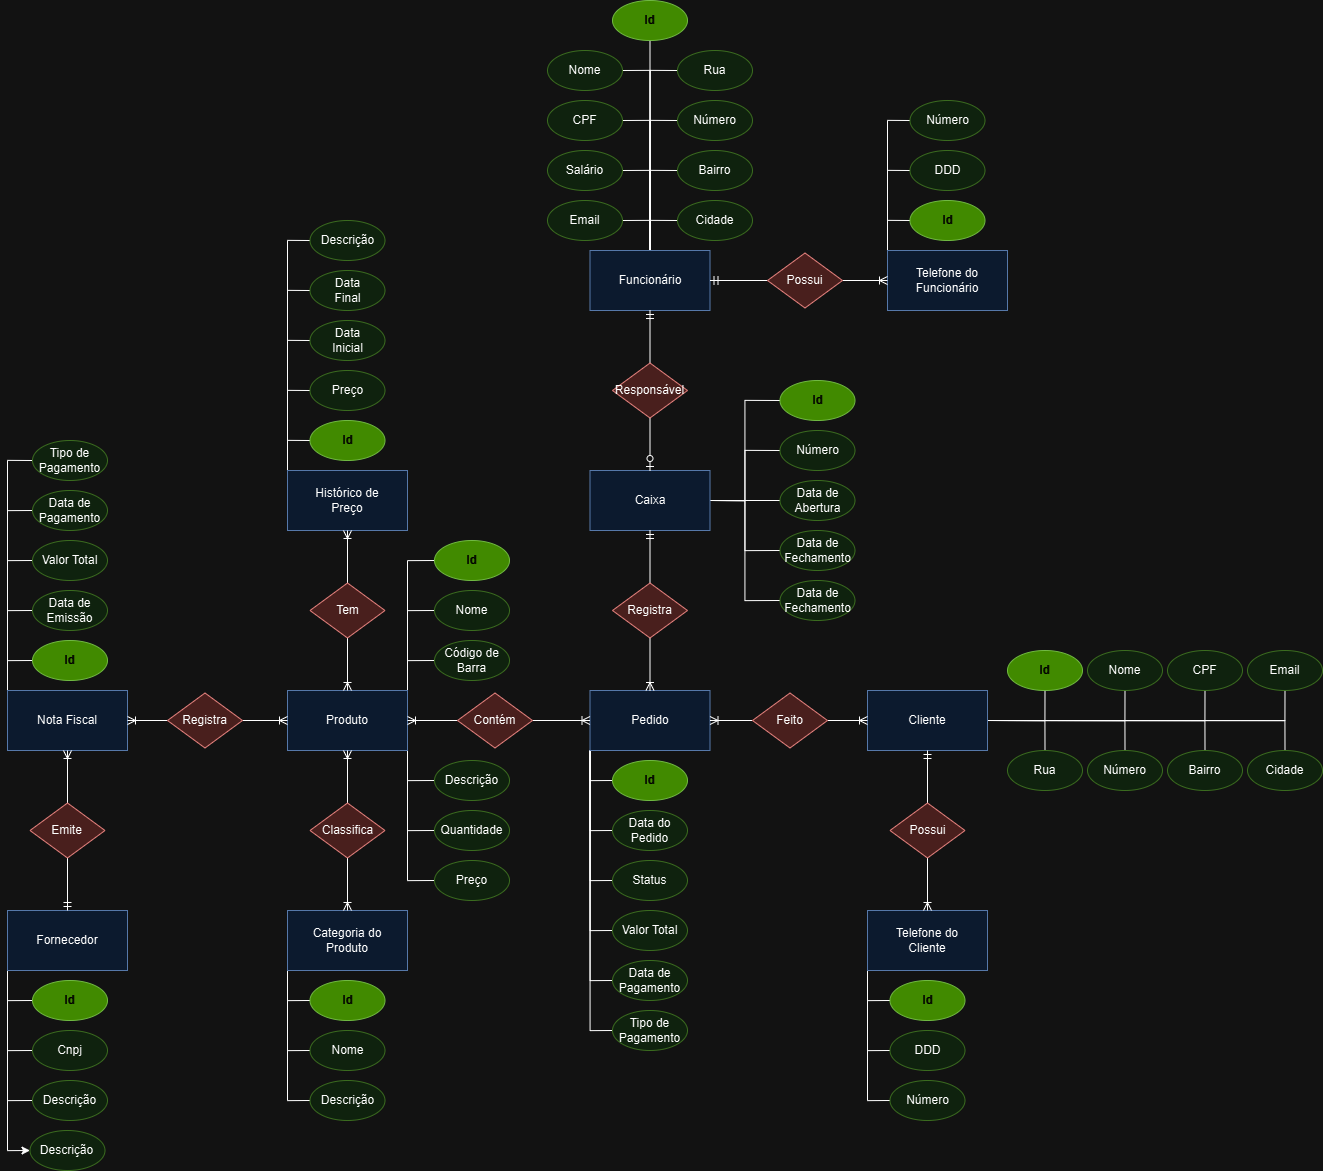 Id
Nome
Rua
CPF
Número
Salário
Bairro
Email
Cidade
Número
DDD
Id
Funcionário
Possui
Telefone do
Funcionário
Descrição
Data
Final
Data
Inicial
Preço
Id
Histórico de
Preço
Responsável
Id
Número
Data de
Abertura
Data de
Fechamento
Data de
Fechamento
Caixa
Tipo de
Pagamento
Data de
Pagamento
Valor Total
Data de
Emissão
Id
Tem
Id
Nome
Código de
Barra
Registra
Nota Fiscal
Registra
Produto
Contém
Pedido
Feito
Cliente
Id
Nome
CPF
Email
Rua
Número
Bairro
Cidade
Emite
Classifica
Descrição
Quantidade
Preço
Id
Data do
Pedido
Status
Valor Total
Data de
Pagamento
Tipo de
Pagamento
Possui
Fornecedor
Id
Cnpj
Descrição
Descrição
Categoria do
Produto
Id
Nome
Descrição
Telefone do
Cliente
Id
DDD
Número